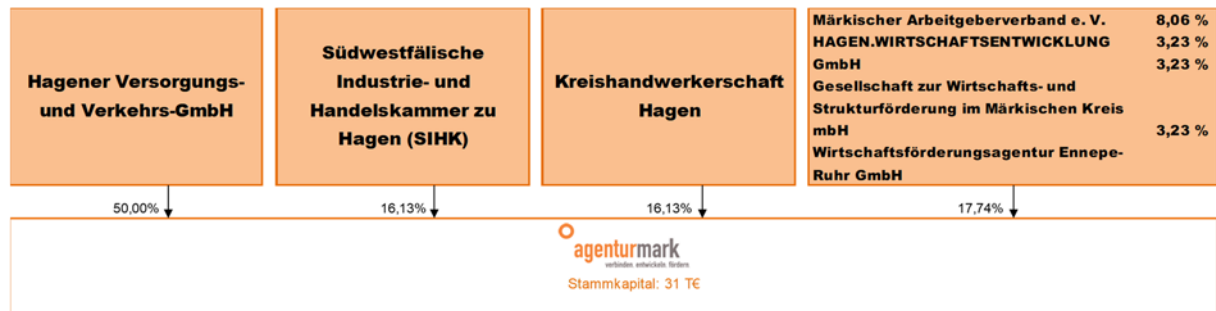 Hagener Versorgungs-
und Verkehrs-GmbH
Südwestfälische
Industrie- und
Handelskammer zu
Hagen (SIHK)
Kreishandwerkerschaft
Hagen
Märkischer Arbeitgeberverband e. V. 8,06 %
HAGEN.WIRTSCHAFTSENTWICKLUNG 3,23 %
GmbH 3,23 %
Gesellschaft zur Wirtschafts- und
Strukturförderung im Märkischen Kreis
mbH 3,23 %
Wirtschaftsförderungsagentur Ennepe-
Ruhr GmbH
50,00% 16,13% 16,13% 17,74%
agenturmark
verbinden. entwickeln. fördern
Stammkapital: 31 T€